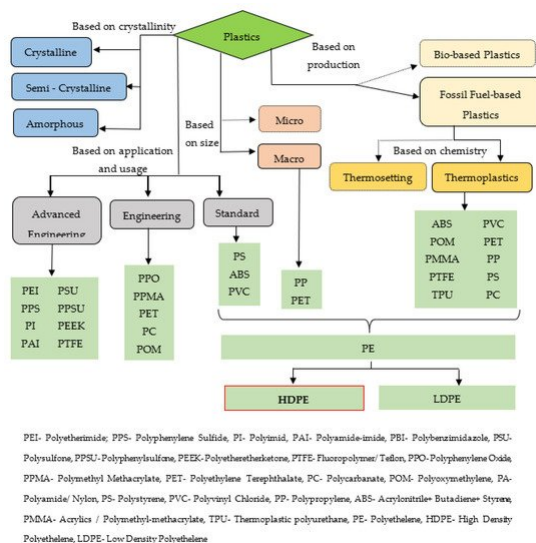 Based on crystallinity
Plastics
Based on
production
Crystalline
Semi - Crystalline
Amorphous
Bio-based Plastics
Fossil Fuel-based
Plastics
Based
on size
Micro
Macro
Based on application
and usage
Based on chemistry
Thermosetting
Thermoplastics
Advanced
Engineering
Engineering
Standard
PEI PSU
PPS PPSU
PI PEEK
PAI PTFE
PPO
PPMA
PET
PC
POM
PS
ABS
PVC
PP
PET
ABS PVC
POM PET
PMMA PP
PTFE PS
TPU PC
PE
HDPE
LDPE
PEI- Polyetherimide; PPS- Polyphenylene Sulfide, PI- Polyimid, PAI- Polyamide-imide, PBI- Polybenzimidazole, PSU-
Polysulfone, PPSU-Polyphenylsulfone, PEEK-Polyetheretherketone, PTFE-Fluoropolymer/ Teflon, PPO-Polyphenylene Oxide,
PPMA- Polymethyl Methacrylate, PET- Polyethylene Terephthalate, PC- Polycarbanate, POM- Polyoxymethylene, PA-
Polyamide/ Nylon, PS- Polystyrene, PVC- Polyvinyl Chloride, PP- Polypropylene, ABS- Acrylonitrile+ Butadiene+ Styrene,
PMMA- Acrylics / Polymethyl-methacrylate, TPU- Thermoplastic polyurethane, PE- Polyethelene, HDPE- High Density
Polyethelene, LDPE- Low Density Polyethelene